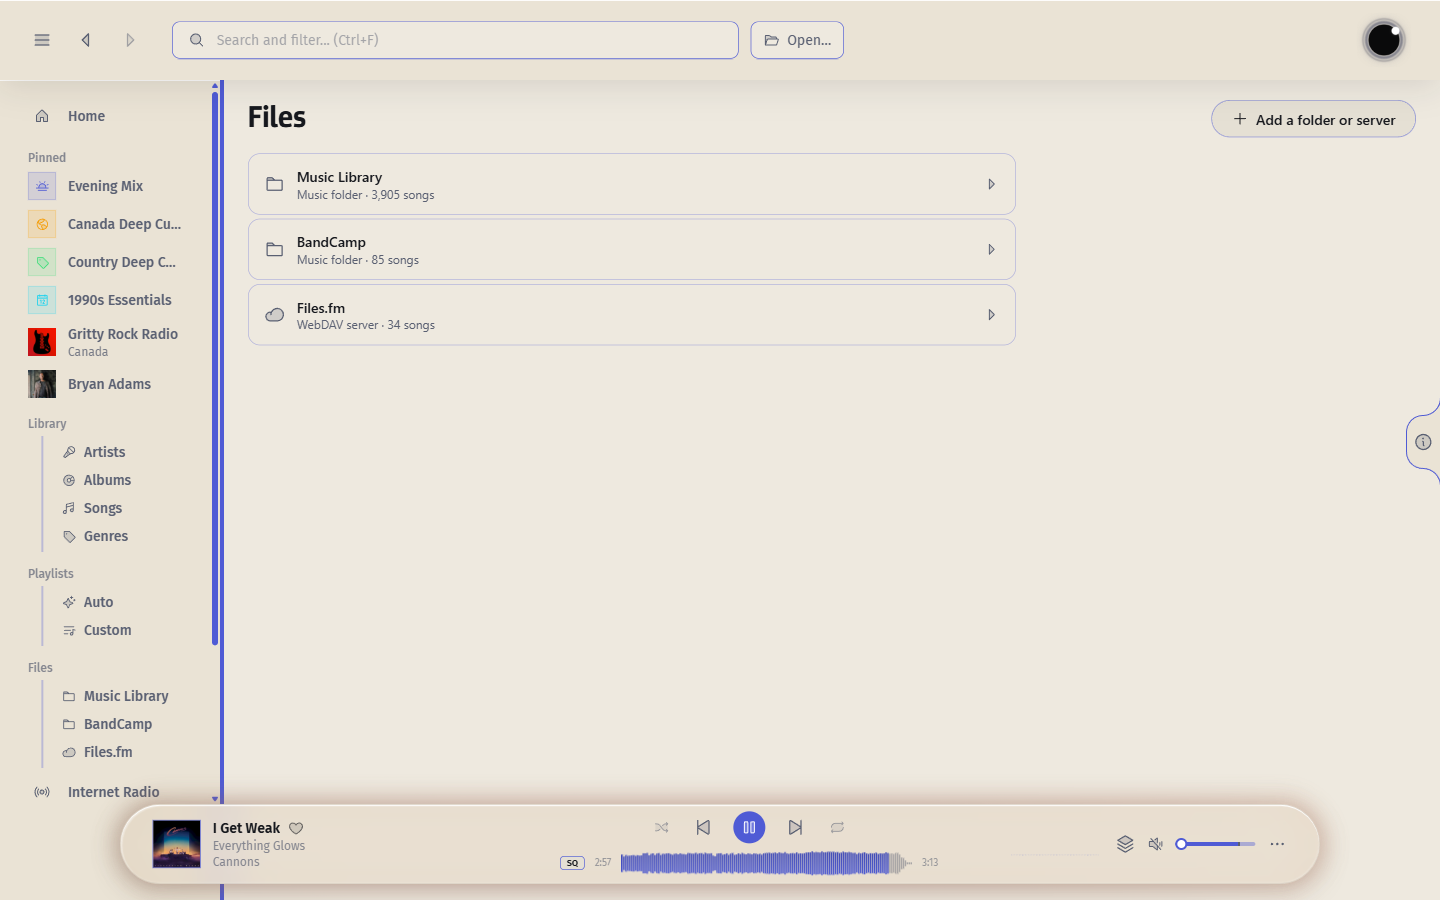 Search and filter... (Ctrl+F)
Open...
Home
Pinned
Evening Mix
Canada Deep Cu...
Country Deep C...
1990s Essentials
Gritty Rock Radio
Canada
Bryan Adams
Library
Artists
Albums
Songs
Genres
Playlists
Auto
Custom
Files
Music Library
BandCamp
Files.fm
Internet Radio
Files
Add a folder or server
Music Library
Music folder · 3,905 songs
BandCamp
Music folder · 85 songs
Files.fm
WebDAV server · 34 songs
I Get Weak
Everything Glows
Cannons
SQ
2:57
3:13